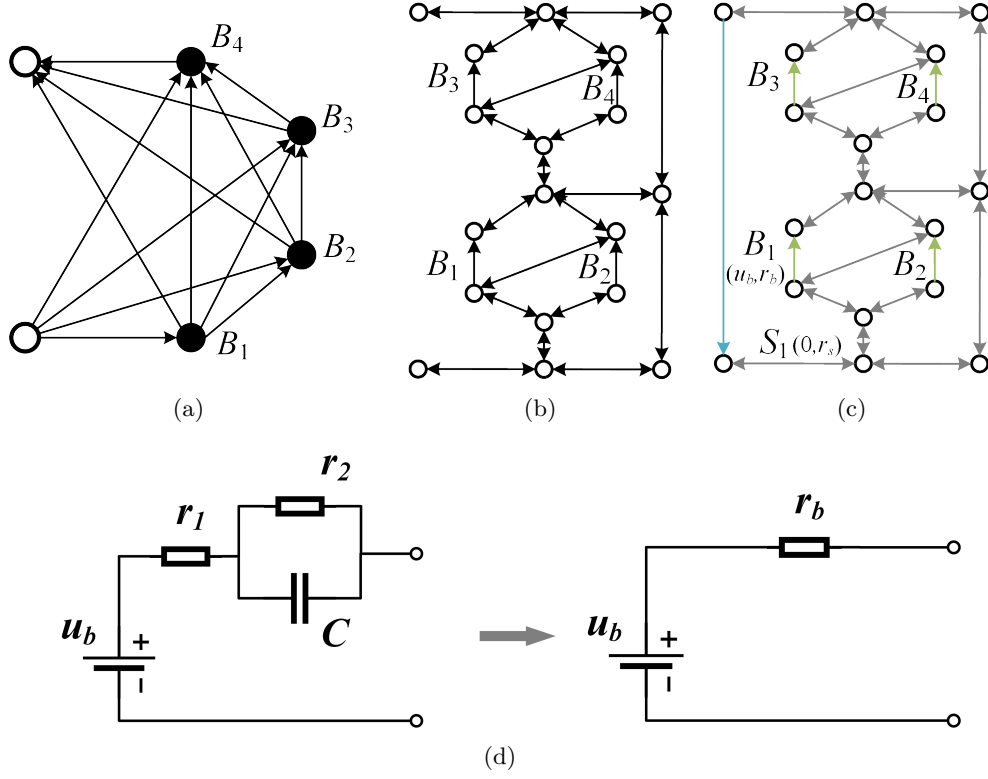 B4
B3
B2
B1
(a)
B3
B4
B1
B2
(b)
B3
B4
B1
(ub,rb)
B2
S1(0,rs)
(c)
r2
r1
C
ub
+
−
rb
ub
+
−
(d)